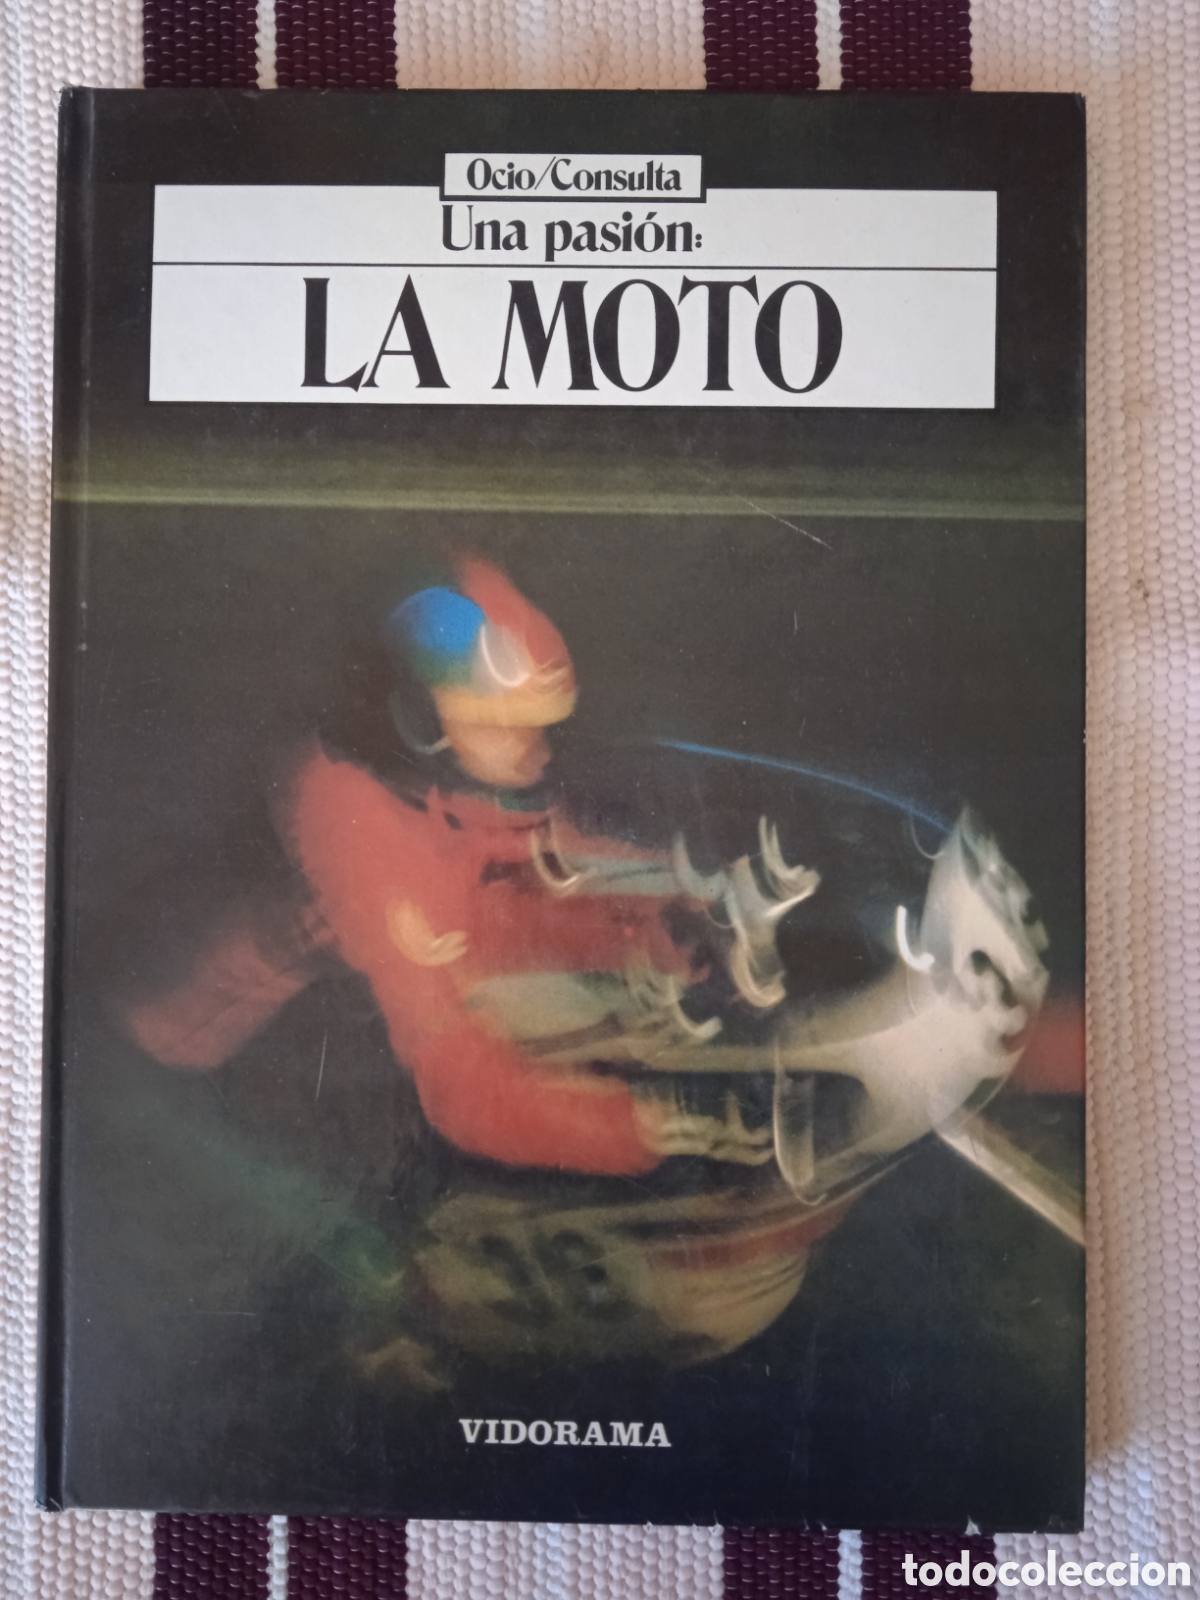 Ocio/Consulta
Una pasión:
LA MOTO
VIDORAMA
todocoleccion